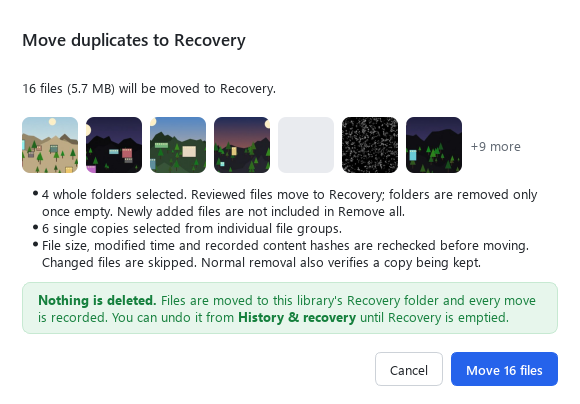 Move duplicates to Recovery
16 files (5.7 MB) will be moved to Recovery.
+9 more
• 4 whole folders selected. Reviewed files move to Recovery; folders are removed only
once empty. Newly added files are not included in Remove all.
• 6 single copies selected from individual file groups.
• File size, modified time and recorded content hashes are rechecked before moving.
Changed files are skipped. Normal removal also verifies a copy being kept.
Nothing is deleted. Files are moved to this library's Recovery folder and every move
is recorded. You can undo it from History & recovery until Recovery is emptied.
Cancel
Move 16 files